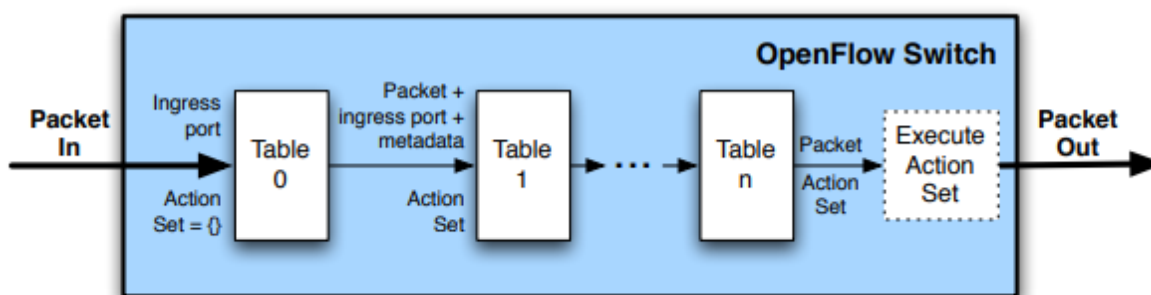 OpenFlow Switch
Packet
In
Ingress
port
Action
Set = {}
Table
0
Packet +
ingress port +
metadata
Action
Set
Table
1
...
Table
n
Packet
Action
Set
Execute
Action
Set
Packet
Out